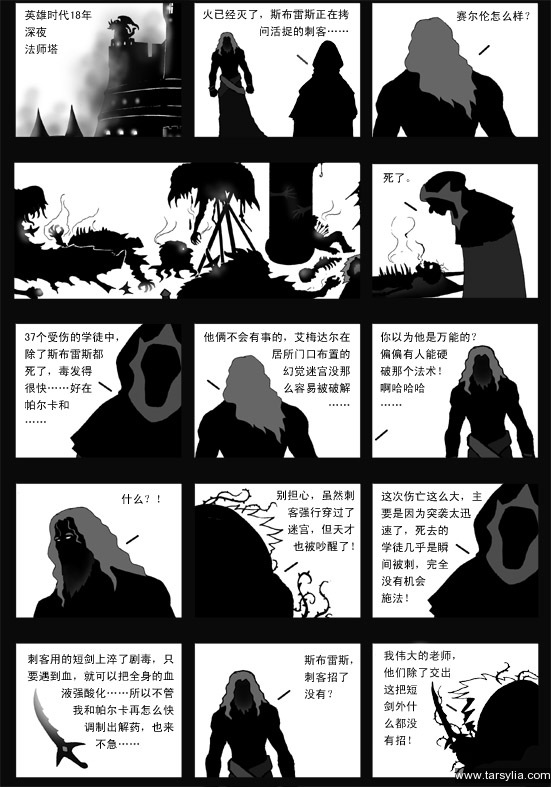 英雄时代18年
深夜
法师塔
火已经灭了，斯布雷斯正在拷
问活捉的刺客……
赛尔伦怎么样？
死了。
37个受伤的学徒中，
除了斯布雷斯都
死了，毒发得
很快……好在
帕尔卡和
……
他俩不会有事的，艾梅达尔在
居所门口布置的
幻觉迷宫没那
么容易被破解
……
你以为他是万能的？
偏偏有人能硬
破那个法术！
啊哈哈哈
……
什么？！
别担心，虽然刺
客强行穿过了
迷宫，但天才
也被吵醒了！
这次伤亡这么大，主
要是因为突袭太迅
速了，死去的
学徒几乎是瞬
间被刺，完全
没有机会
施法！
刺客用的短剑上淬了剧毒，只
要遇到血，就可以把全身的血
液强酸化……所以不管
我和帕尔卡再怎么快
调制出解药，也来
不急……
斯布雷斯，
刺客招了
没有？
我伟大的老师，
他们除了交出
这把短
剑外什
么都没
有招！
www.tarsylia.com